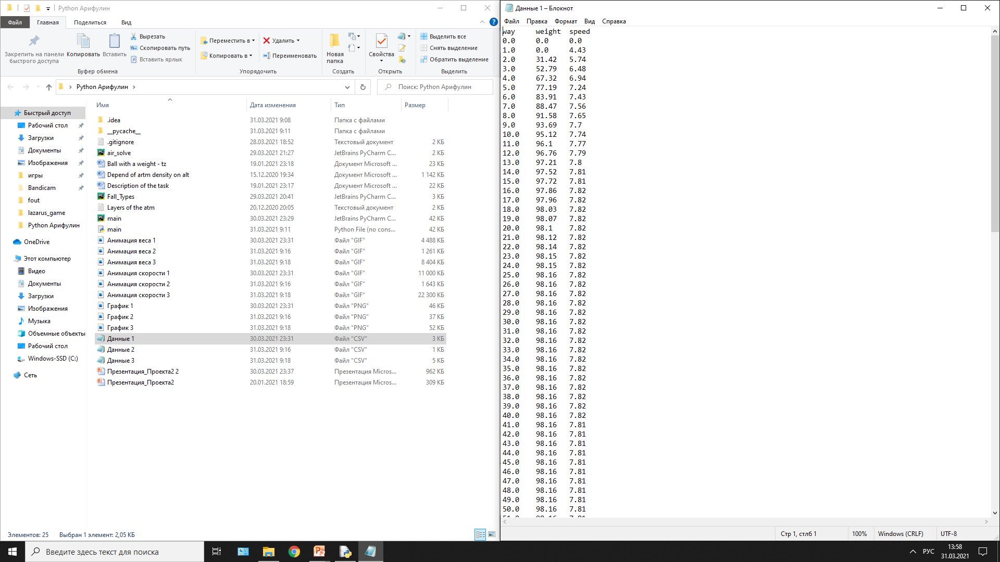 Python Арифулин
Файл
Главная
Поделиться
Вид
Закрепить на панели
быстрого доступа
Копировать
Вставить
Вырезать
Скопировать путь
Вставить ярлык
Буфер обмена
Переместить в
Копировать в
Удалить
Переименовать
Упорядочить
Новая
папка
Создать
Свойства
Открыть
Выделить все
Снять выделение
Обратить выделение
Выделить
Python Арифулин
Поиск: Python Арифулин
Быстрый доступ
Рабочий стол
Загрузки
Документы
Изображения
игры
Bandicam
fout
lazarus_game
Python Арифулин
OneDrive
Этот компьютер
Видео
Документы
Загрузки
Изображения
Музыка
Объемные объекты
Рабочий стол
Windows-SSD (C:)
Сеть
Имя Дата изменения Тип Размер
.idea 31.03.2021 9:08 Папка с файлами
__pycache__ 31.03.2021 9:11 Папка с файлами
.gitignore 28.03.2021 18:52 Текстовый документ 2 КБ
air_solve 29.03.2021 21:27 JetBrains PyCharm C... 2 КБ
Ball with a weight - tz 19.01.2021 23:18 Документ Microsoft ... 23 КБ
Depend of artm density on alt 15.12.2020 19:34 Документ Microsoft ... 1 142 КБ
Description of the task 19.01.2021 23:17 Документ Microsoft ... 22 КБ
Fall_Types 29.03.2021 20:41 JetBrains PyCharm C... 3 КБ
Layers of the atm 20.12.2020 20:05 Текстовый документ 2 КБ
main 30.03.2021 23:29 JetBrains PyCharm C... 42 КБ
main 31.03.2021 9:11 Python File (no cons... 42 КБ
Анимация веса 1 30.03.2021 23:31 Файл "GIF" 4 488 КБ
Анимация веса 2 31.03.2021 9:16 Файл "GIF" 1 261 КБ
Анимация веса 3 31.03.2021 9:18 Файл "GIF" 8 404 КБ
Анимация скорости 1 30.03.2021 23:31 Файл "GIF" 11 000 КБ
Анимация скорости 2 31.03.2021 9:16 Файл "GIF" 1 643 КБ
Анимация скорости 3 31.03.2021 9:18 Файл "GIF" 22 300 КБ
График 1 30.03.2021 23:31 Файл "PNG" 46 КБ
График 2 31.03.2021 9:16 Файл "PNG" 37 КБ
График 3 31.03.2021 9:18 Файл "PNG" 52 КБ
Данные 1 30.03.2021 23:31 Файл "CSV" 3 КБ
Данные 2 31.03.2021 9:16 Файл "CSV" 1 КБ
Данные 3 31.03.2021 9:18 Файл "CSV" 5 КБ
Презентация_Проекта2 2 30.03.2021 23:37 Презентация Micros... 962 КБ
Презентация_Проекта2 20.01.2021 18:59 Презентация Micros... 309 КБ
Элементов: 25 Выбран 1 элемент: 2,05 КБ
Данные 1 – Блокнот
Файл Правка Формат Вид Справка
way weight speed
0.0 0.0 0.0
1.0 0.0 4.43
2.0 31.42 5.74
3.0 52.79 6.48
4.0 67.32 6.94
5.0 77.19 7.24
6.0 83.91 7.43
7.0 88.47 7.56
8.0 91.58 7.65
9.0 93.69 7.7
10.0 95.12 7.74
11.0 96.1 7.77
12.0 96.76 7.79
13.0 97.21 7.8
14.0 97.52 7.81
15.0 97.72 7.81
16.0 97.86 7.82
17.0 97.96 7.82
18.0 98.03 7.82
19.0 98.07 7.82
20.0 98.1 7.82
21.0 98.12 7.82
22.0 98.14 7.82
23.0 98.15 7.82
24.0 98.15 7.82
25.0 98.16 7.82
26.0 98.16 7.82
27.0 98.16 7.82
28.0 98.16 7.82
29.0 98.16 7.82
30.0 98.16 7.82
31.0 98.16 7.82
32.0 98.16 7.82
33.0 98.16 7.82
34.0 98.16 7.82
35.0 98.16 7.82
36.0 98.16 7.82
37.0 98.16 7.82
38.0 98.16 7.82
39.0 98.16 7.82
40.0 98.16 7.82
41.0 98.16 7.81
42.0 98.16 7.81
43.0 98.16 7.81
44.0 98.16 7.81
45.0 98.16 7.81
46.0 98.16 7.81
47.0 98.16 7.81
48.0 98.16 7.81
49.0 98.16 7.81
50.0 98.16 7.81
Стр 1, стлб 1 100% Windows (CRLF) UTF-8
Введите здесь текст для поиска
РУС
13:58
31.03.2021